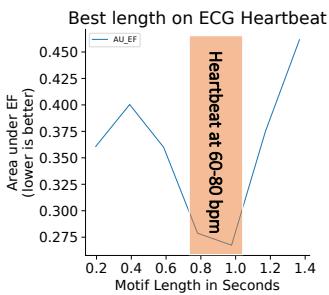 Best length on ECG Heartbeat
AU_EF
Area under EF
(lower is better)
0.450
0.425
0.400
0.375
0.350
0.325
0.300
0.275
Heartbeat at 60-80 bpm
0.2 0.4 0.6 0.8 1.0 1.2 1.4
Motif Length in Seconds